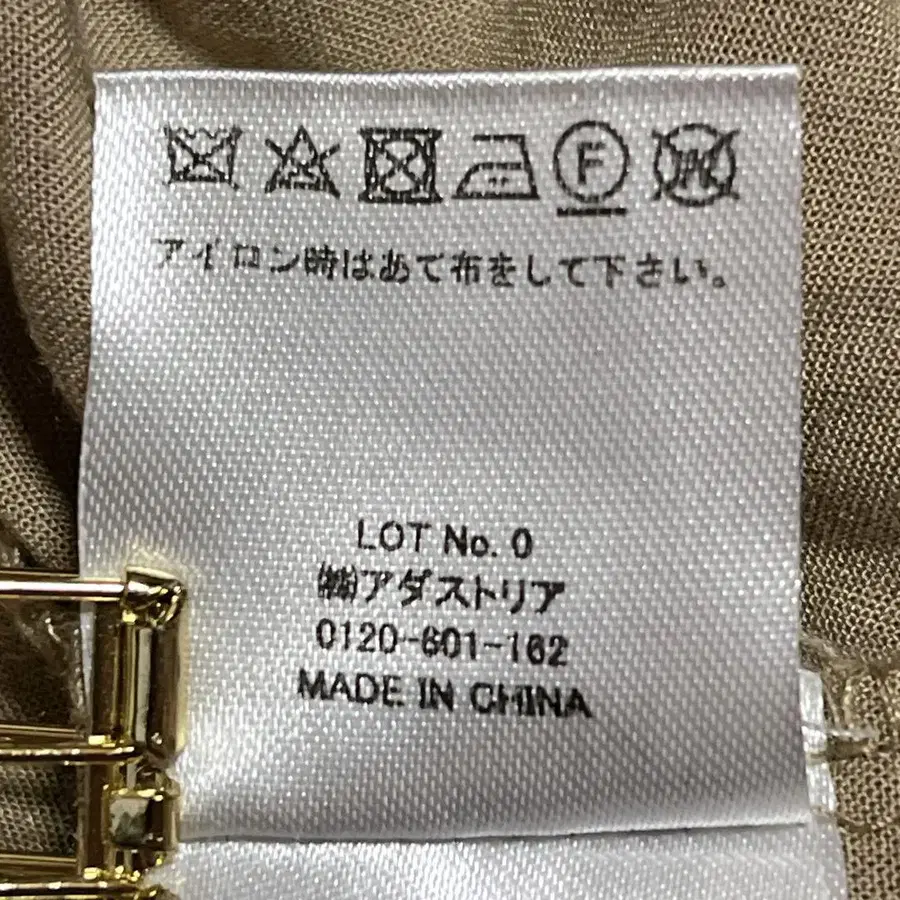 F W
アイロン時はあて布をして下さい。
LOT No. 0
㈱アダストリア
0120-601-162
MADE IN CHINA